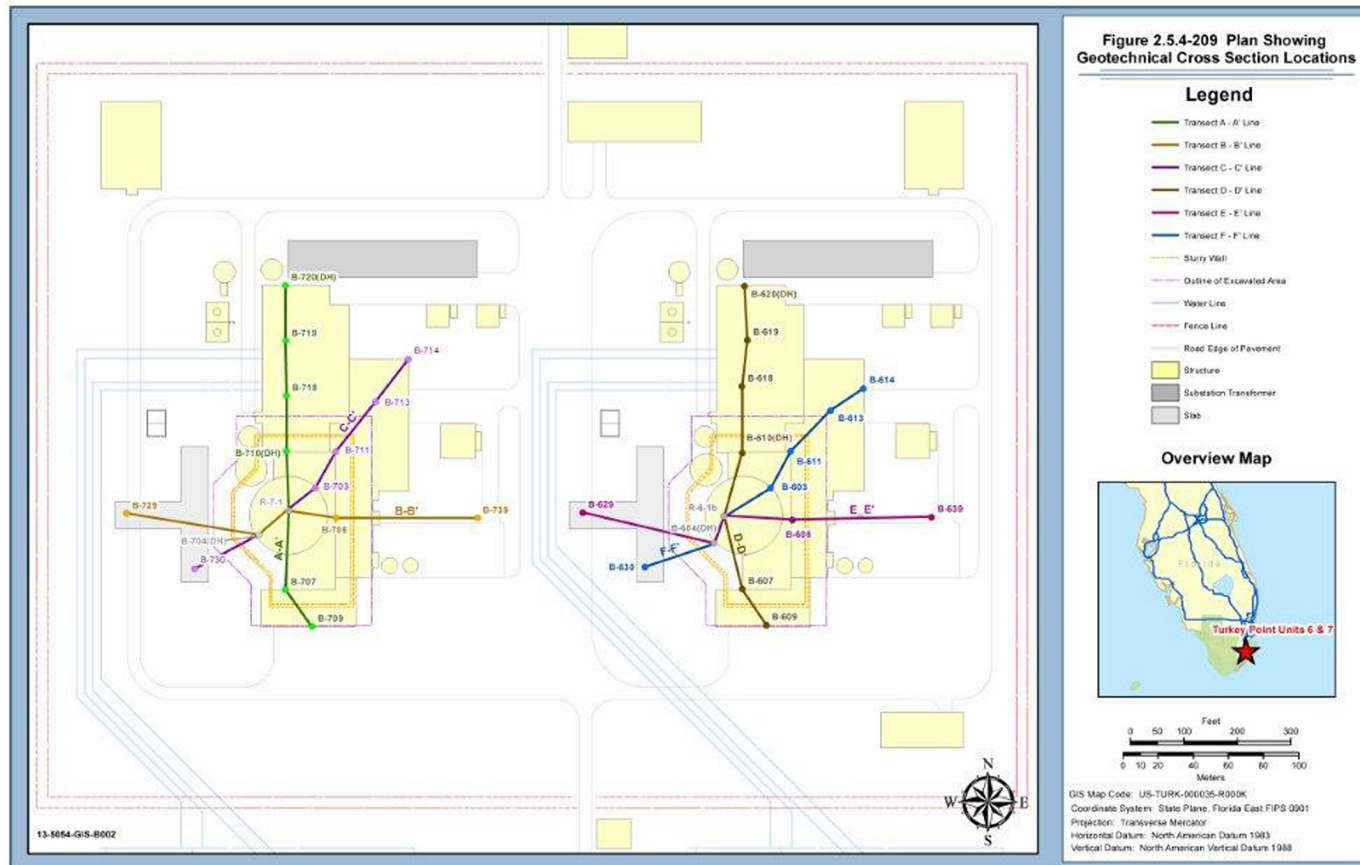 Figure 2.5.4-209 Plan Showing
Geotechnical Cross Section Locations
Legend
Transect A - A' Line
Transect B - B' Line
Transect C - C' Line
Transect D - D' Line
Transect E - E' Line
Transect F - F' Line
Slurry Wall
Outline of Excavated Area
Water Line
Fence Line
Road Edge of Pavement
Structure
Substation Transformer
Slab
Overview Map
Florida
Turkey Point Units 6 & 7
Feet
0 50 100 200 300
0 10 20 40 60 80 100
Meters
GIS Map Code: US-TURK-000035-R000K
Coordinate System: State Plane, Florida East FIPS 0901
Projection: Transverse Mercator
Horizontal Datum: North American Datum 1983
Vertical Datum: North American Vertical Datum 1988
B-720(DH)
B-719
B-714
B-718
B-713
C-C'
B-710(DH)
B-711
B-703
B-729
R-7-1
B-B'
B-739
B-706
B-704(DH)
A-A'
B-730
B-707
B-709
B-620(DH)
B-619
B-618
B-614
B-613
B-610(DH)
B-611
B-603
B-629
R-6-1b
E_E'
B-639
B-604(DH)
B-606
F-F'
D-D'
B-630
B-607
B-609
N
W E
S
13-5054-GIS-B002